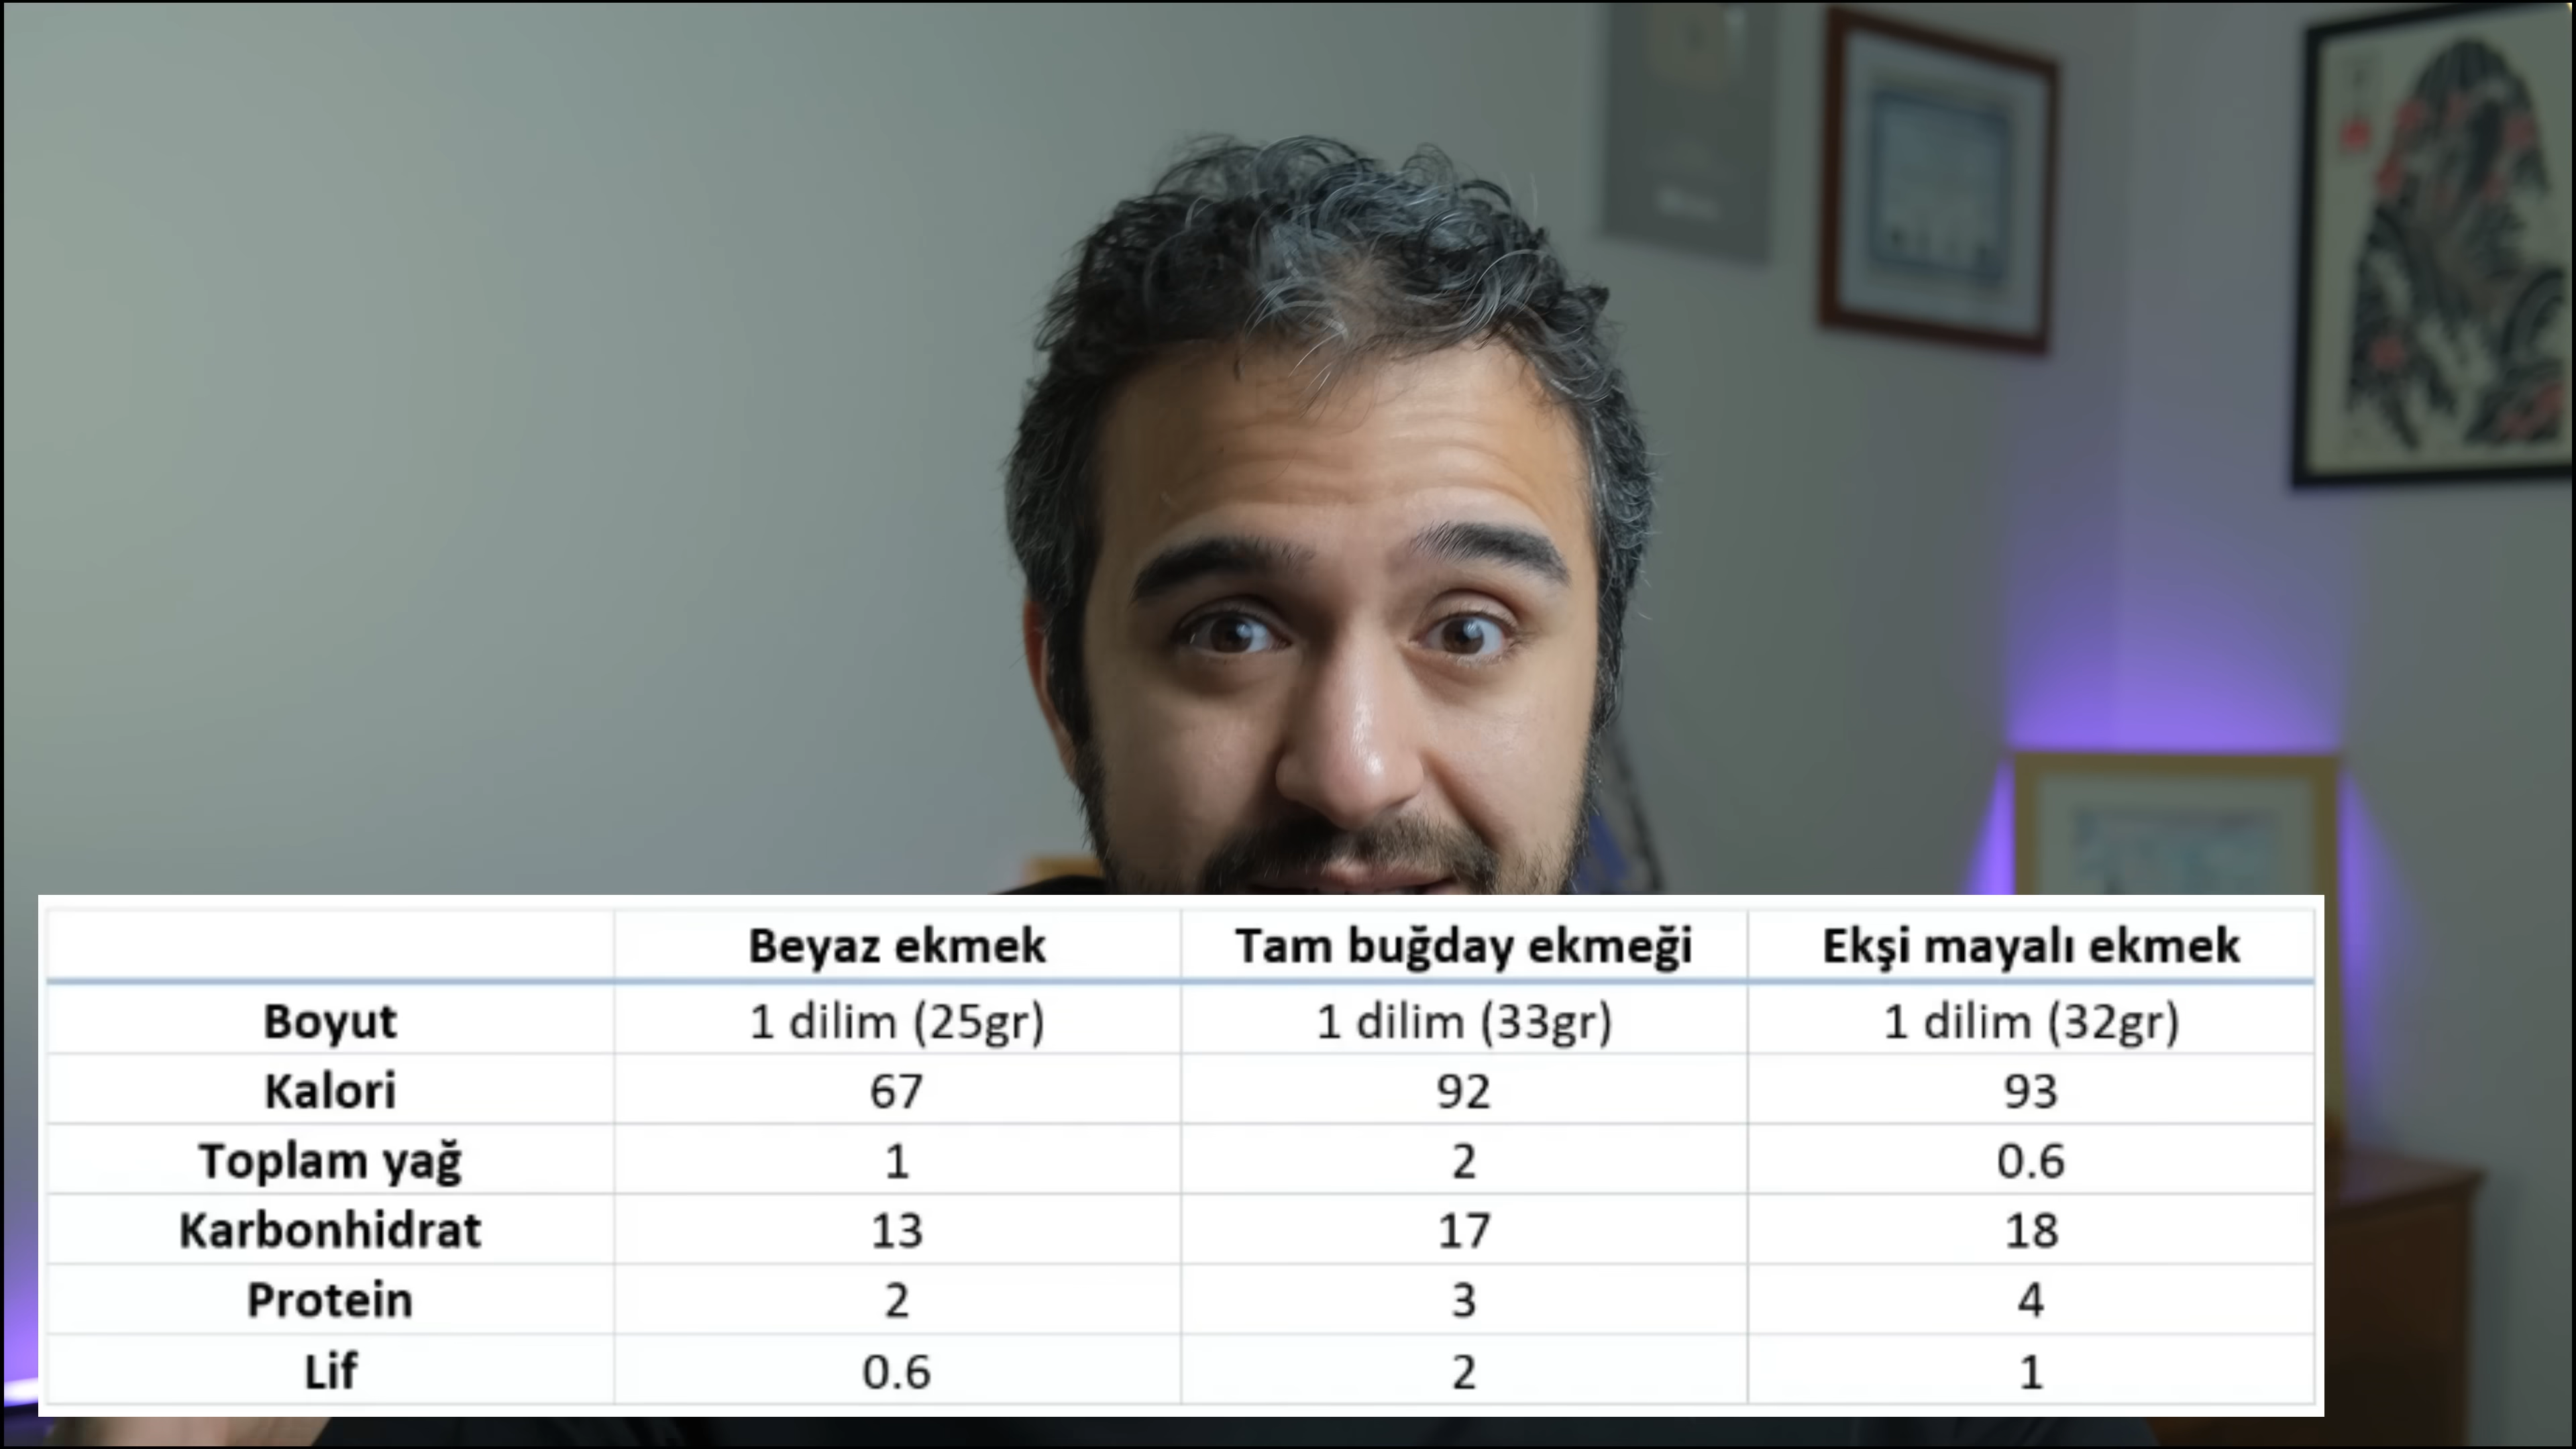 Beyaz ekmek Tam buğday ekmeği Ekşi mayalı ekmek
Boyut 1 dilim (25gr) 1 dilim (33gr) 1 dilim (32gr)
Kalori 67 92 93
Toplam yağ 1 2 0.6
Karbonhidrat 13 17 18
Protein 2 3 4
Lif 0.6 2 1